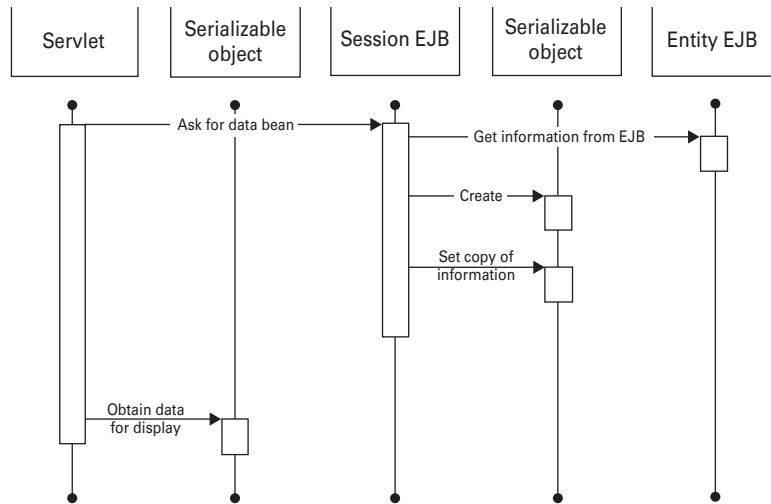 Servlet
Serializable
object
Session EJB
Serializable
object
Entity EJB
Ask for data bean
Get information from EJB
Create
Set copy of
information
Obtain data
for display